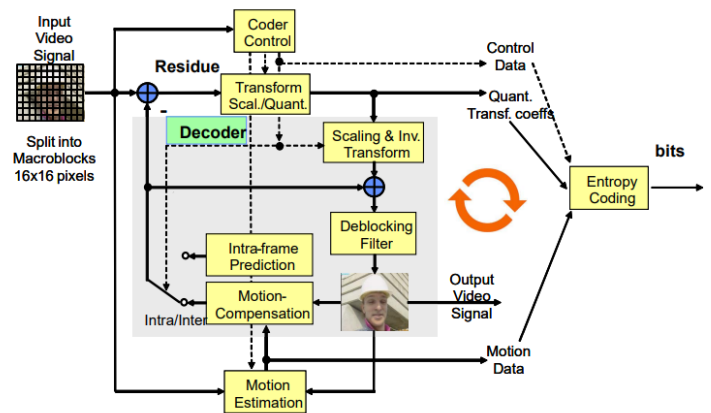 Input
Video
Signal
Coder
Control
Control
Data
Residue
Transform
Scal./Quant.
Quant.
Transf. coeffs
-
Split into
Macroblocks
16x16 pixels
Decoder
Scaling & Inv.
Transform
bits
Entropy
Coding
Deblocking
Filter
Intra-frame
Prediction
Output
Video
Signal
Motion-
Compensation
Intra/Inter
Motion
Data
Motion
Estimation